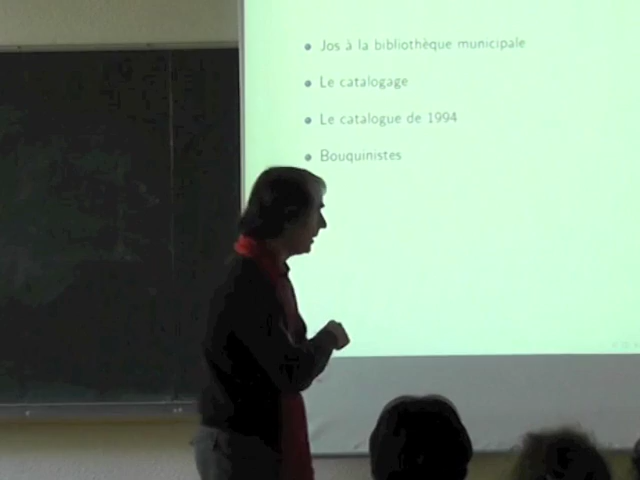 Jos à la bibliothèque municipale
Le catalogage
Le catalogue de 1994
Bouquinistes